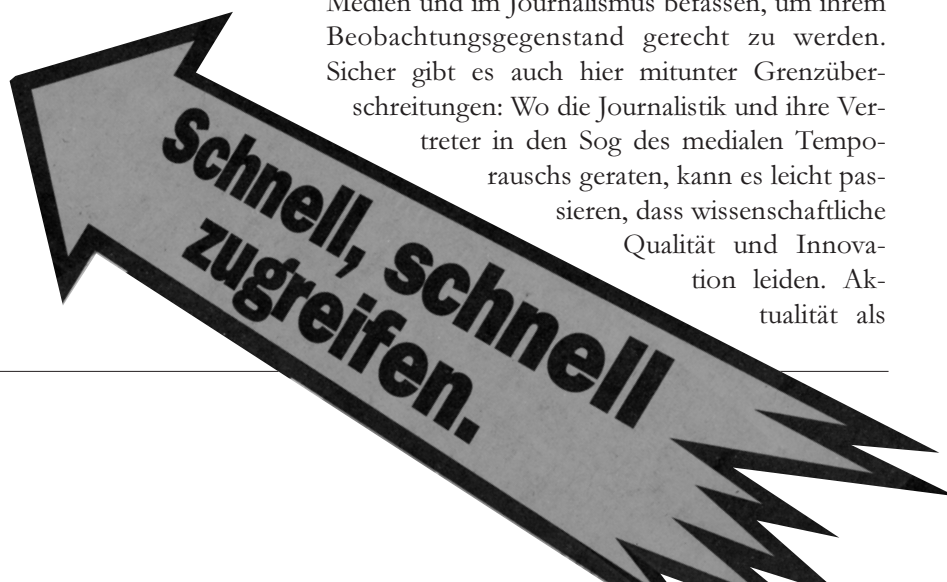 Medien und im Journalismus befassen, um ihrem
Beobachtungsgegenstand gerecht zu werden.
Sicher gibt es auch hier mitunter Grenzüber-
schreitungen: Wo die Journalistik und ihre Ver-
treter in den Sog des medialen Tempo-
rauschs geraten, kann es leicht pas-
sieren, dass wissenschaftliche
Qualität und Innova-
tion leiden. Ak-
tualität als
Schnell, schnell
zugreifen.